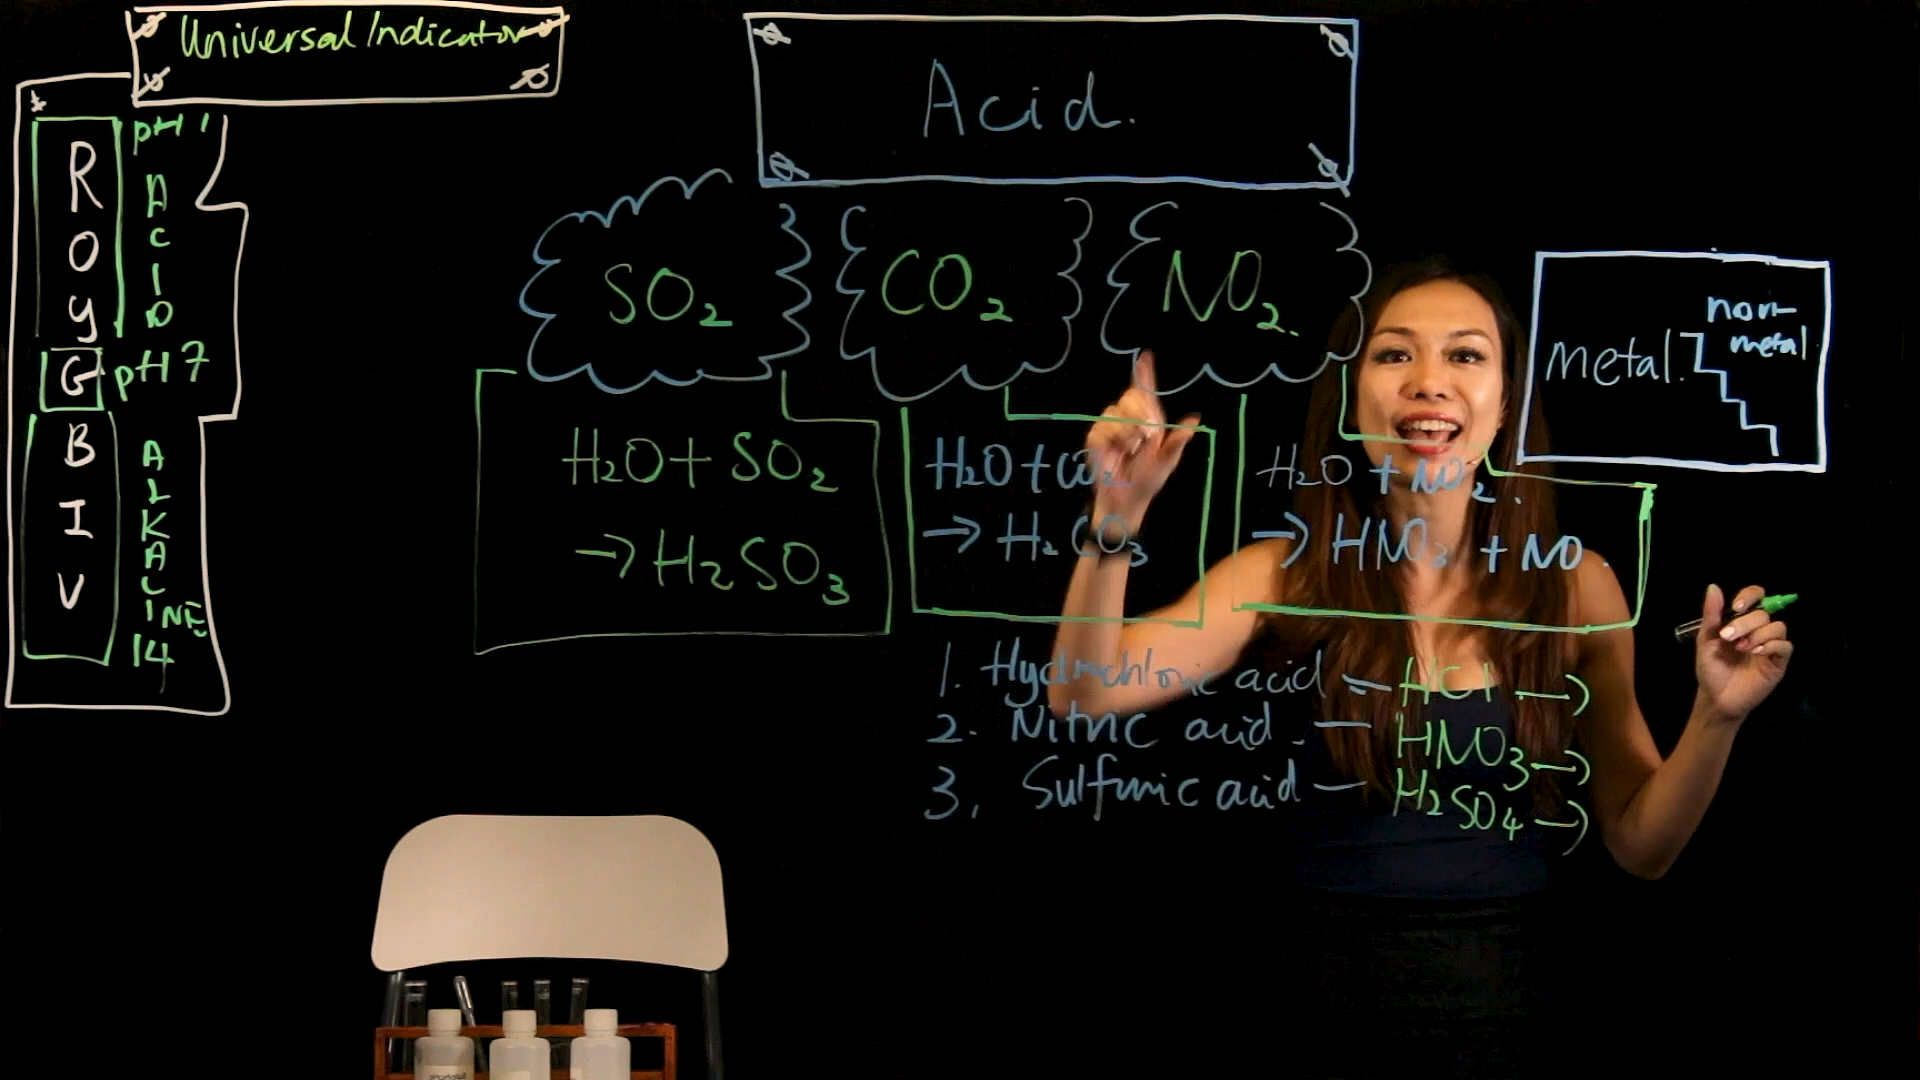 Universal Indicator
pH 1
R
O
y
G
B
I
V
ACID
pH 7
ALKALINE
14
Acid.
SO₂
CO₂
NO₂.
H₂O + SO₂
→ H₂SO₃
H₂O + CO₂
→ H₂CO₃
H₂O + NO₂.
→ HNO₃ + NO.
1. Hydrochloric acid – HCl →
2. Nitric acid. – HNO₃ →
3. Sulfuric acid – H₂SO₄ →
metal.
non-
metal